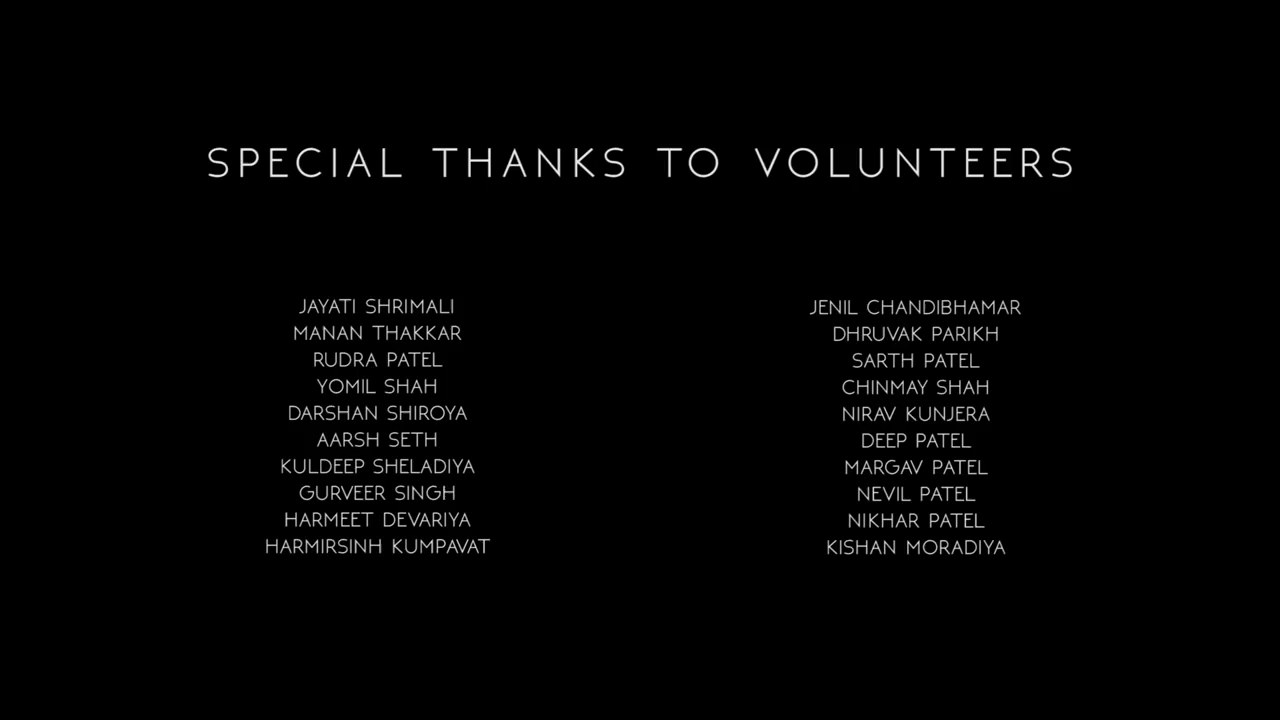 SPECIAL THANKS TO VOLUNTEERS
JAYATI SHRIMALI
MANAN THAKKAR
RUDRA PATEL
YOMIL SHAH
DARSHAN SHIROYA
AARSH SETH
KULDEEP SHELADIYA
GURVEER SINGH
HARMEET DEVARIYA
HARMIRSINH KUMPAVAT
JENIL CHANDIBHAMAR
DHRUVAK PARIKH
SARTH PATEL
CHINMAY SHAH
NIRAV KUNJERA
DEEP PATEL
MARGAV PATEL
NEVIL PATEL
NIKHAR PATEL
KISHAN MORADIYA